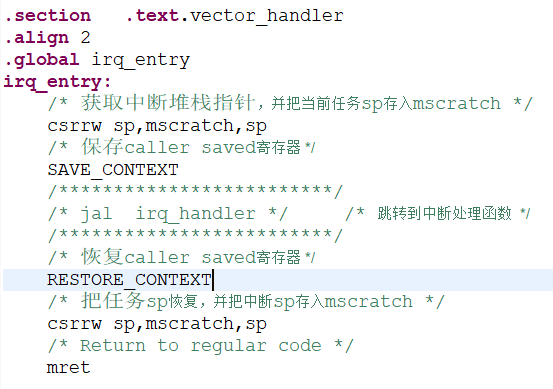 .section   .text.vector_handler
.align 2
.global irq_entry
irq_entry:
/* 获取中断堆栈指针,并把当前任务sp存入mscratch */
csrrw sp,mscratch,sp
/* 保存caller saved寄存器 */
SAVE_CONTEXT
/*************************/
/* jal  irq_handler */     /* 跳转到中断处理函数 */
/*************************/
/* 恢复caller saved寄存器 */
RESTORE_CONTEXT
/* 把任务sp恢复,并把中断sp存入mscratch */
csrrw sp,mscratch,sp
/* Return to regular code */
mret